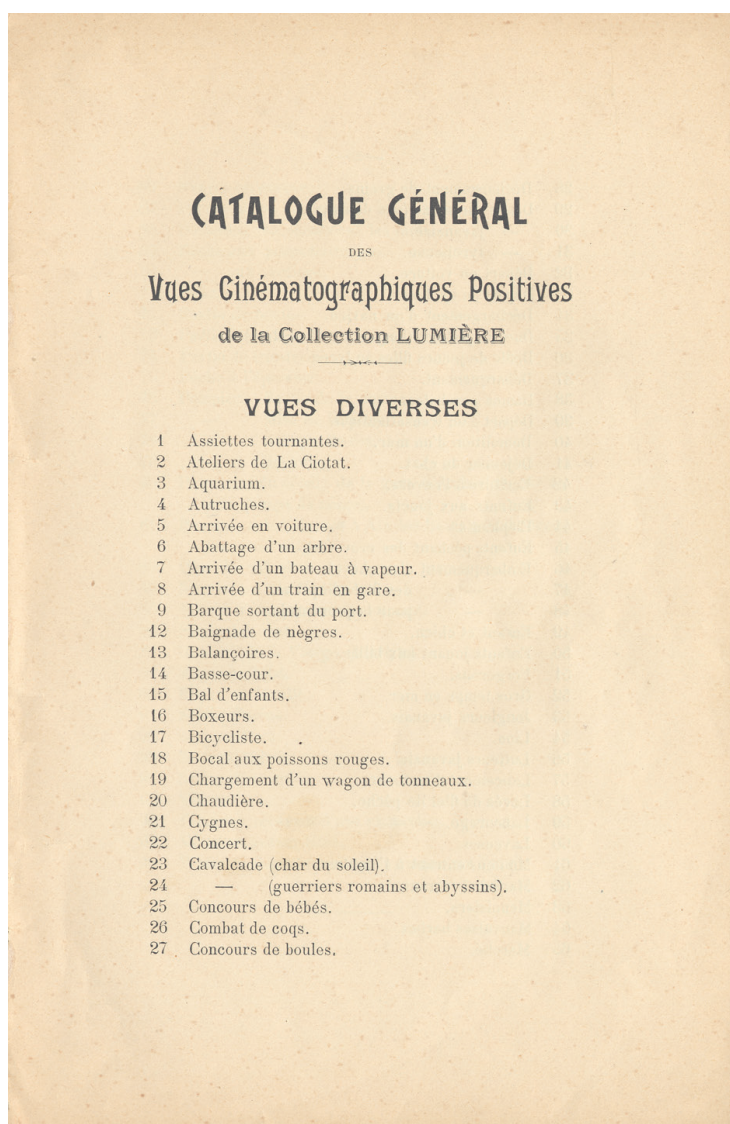 CATALOGUE GÉNÉRAL
DES
Vues Cinématographiques Positives
de la Collection LUMIÈRE
VUES DIVERSES
1 Assiettes tournantes.
2 Ateliers de La Ciotat.
3 Aquarium.
4 Autruches.
5 Arrivée en voiture.
6 Abattage d'un arbre.
7 Arrivée d'un bateau à vapeur.
8 Arrivée d'un train en gare.
9 Barque sortant du port.
12 Baignade de nègres.
13 Balançoires.
14 Basse-cour.
15 Bal d'enfants.
16 Boxeurs.
17 Bicycliste.
18 Bocal aux poissons rouges.
19 Chargement d'un wagon de tonneaux.
20 Chaudière.
21 Cygnes.
22 Concert.
23 Cavalcade (char du soleil).
24 — (guerriers romains et abyssins).
25 Concours de bébés.
26 Combat de coqs.
27 Concours de boules.